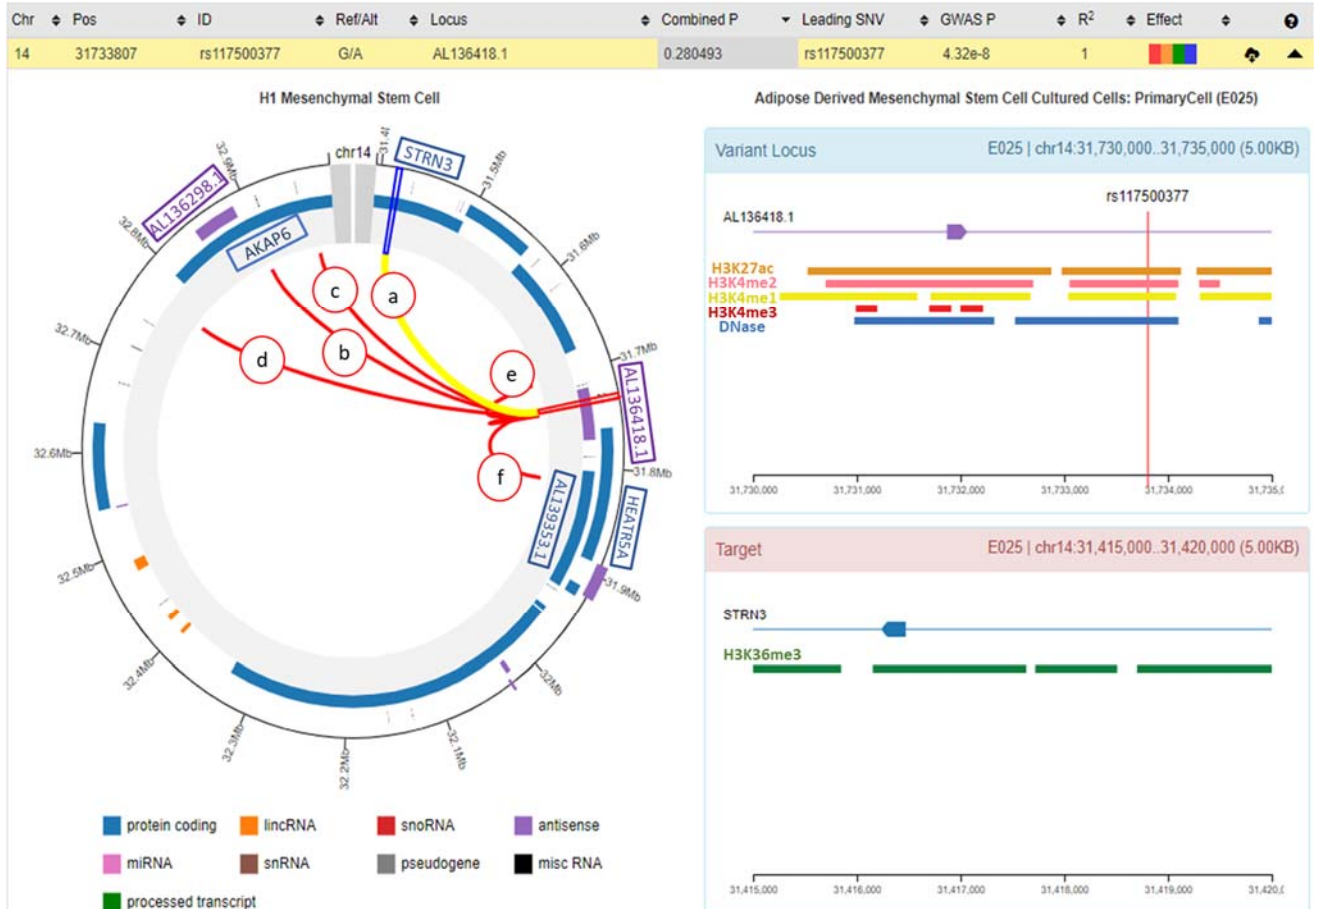 Chr Pos ID Ref/Alt Locus Combined P Leading SNV GWAS P R2 Effect ?
14 31733807 rs117500377 G/A AL136418.1 0.280493 rs117500377 4.32e-8 1
H1 Mesenchymal Stem Cell
chr14
STRN3
31.5Mb
31.6Mb
31.7Mb
AL136418.1
31.8Mb
HEATR5A
AL139353.1
31.9Mb
32Mb
32.1Mb
32.2Mb
32.3Mb
32.4Mb
32.5Mb
32.6Mb
32.7Mb
32.8Mb
AL136298.1
32.9Mb
AKAP6
a
c
b
d
e
f
protein coding lincRNA snoRNA antisense
miRNA snRNA pseudogene misc RNA
processed transcript
Adipose Derived Mesenchymal Stem Cell Cultured Cells: PrimaryCell (E025)
Variant Locus E025 | chr14:31,730,000..31,735,000 (5.00KB)
rs117500377
AL136418.1
H3K27ac
H3K4me2
H3K4me1
H3K4me3
DNase
31,730,000 31,731,000 31,732,000 31,733,000 31,734,000
Target E025 | chr14:31,415,000..31,420,000 (5.00KB)
STRN3
H3K36me3
31,415,000 31,416,000 31,417,000 31,418,000 31,419,000